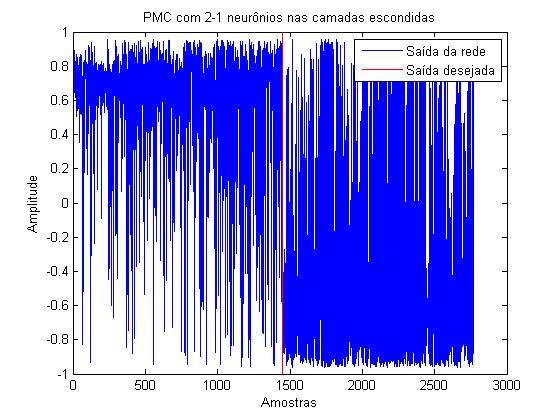 PMC com 2-1 neurônios nas camadas escondidas
Saída da rede
Saída desejada
Amplitude
1
0.8
0.6
0.4
0.2
0
-0.2
-0.4
-0.6
-0.8
-1
0 500 1000 1500 2000 2500 3000
Amostras